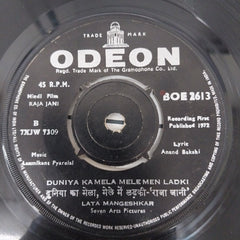 TRADE MARK
ODEON
Regd. Trade Mark of The Gramophone Co., Ltd.
45 R.P.M.
BOE 2613
Hindi Film
RAJA JANI
Recording First
Published 1972
B
7XJW 7309
Lyric
Anand Bakshi
Music
Laxmikant Pyarelal
DUNIYA KA MELA MELE MEN LADKI
दुनिया का मेला, मेले में लड़की-'राजा जानी'
LATA MANGESHKAR
Seven Arts Pictures